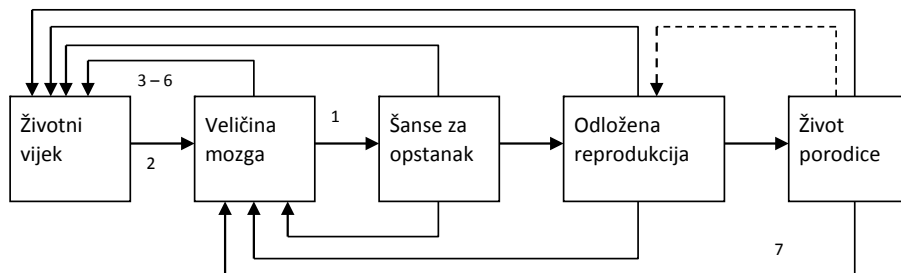 3 – 6
Životni
vijek
2
Veličina
mozga
1
Šanse za
opstanak
Odložena
reprodukcija
Život
porodice
7